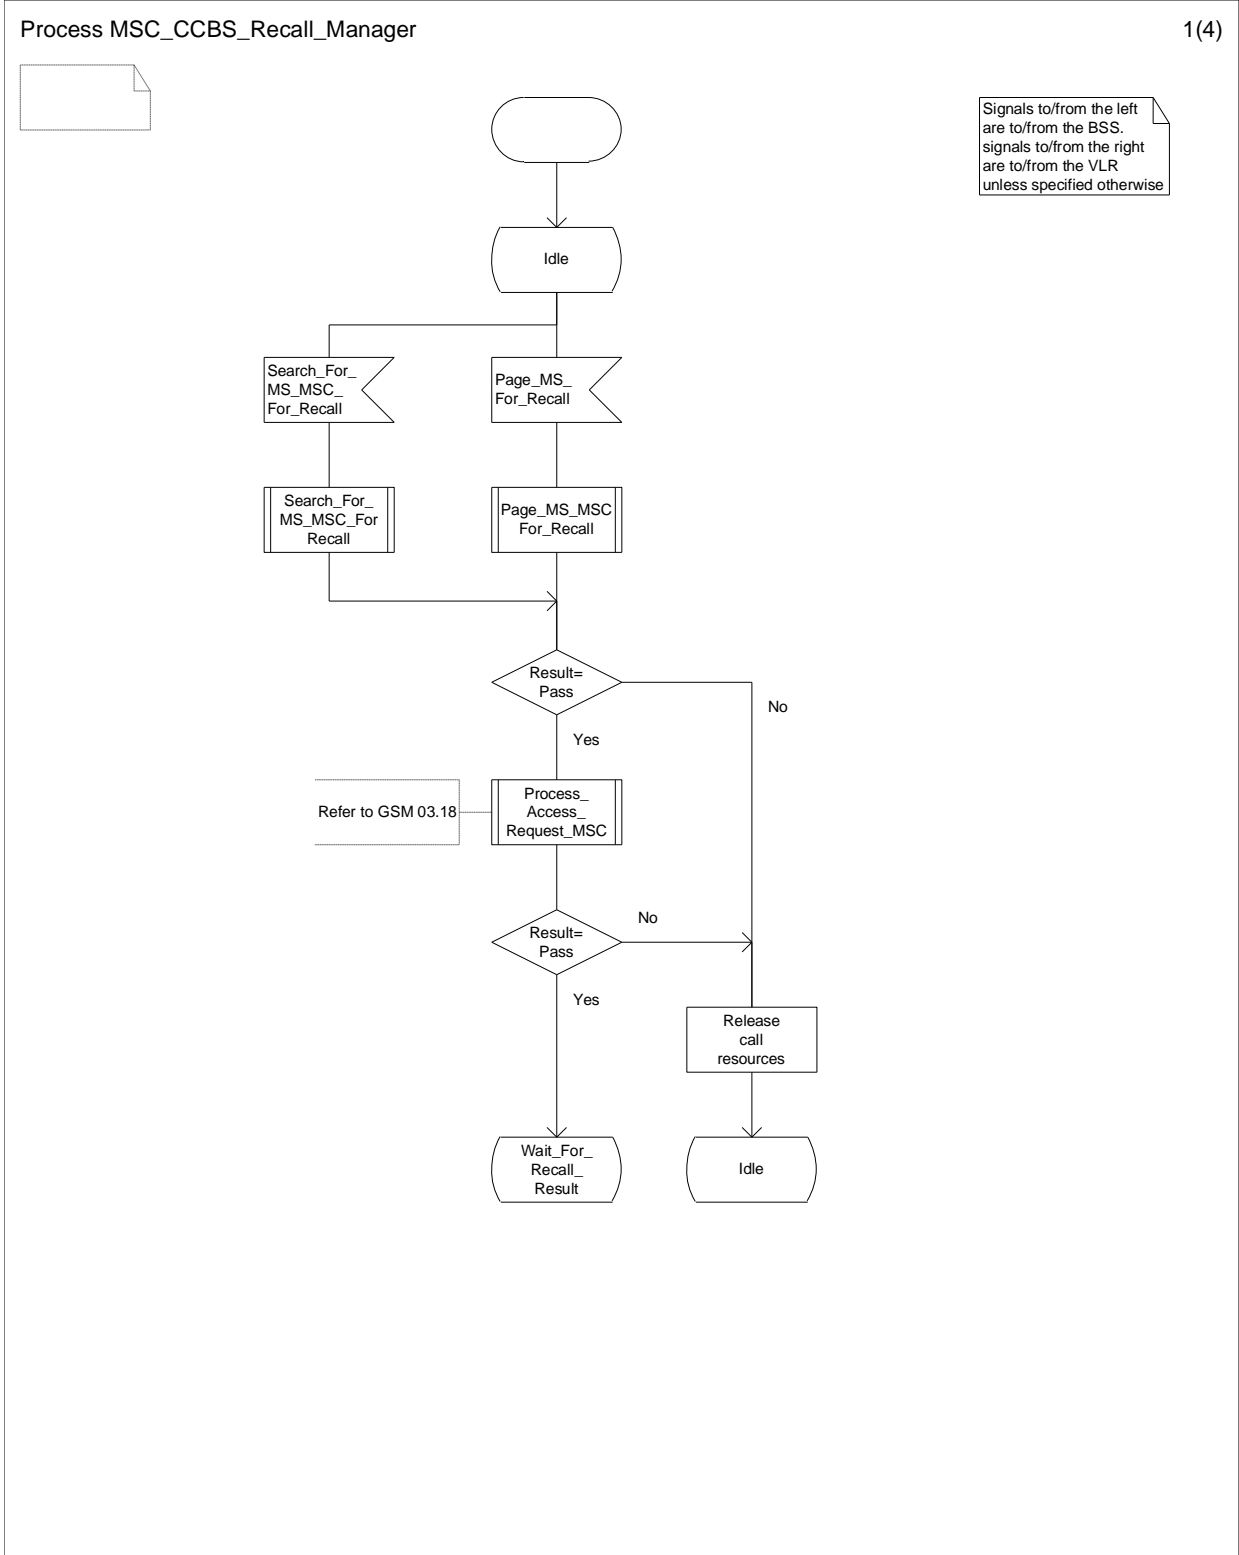 Process MSC_CCBS_Recall_Manager
1(4)
Signals to/from the left
are to/from the BSS.
signals to/from the right
are to/from the VLR
unless specified otherwise
Idle
Search_For_
MS_MSC_
For_Recall
Page_MS_
For_Recall
Search_For_
MS_MSC_For
Recall
Page_MS_MSC
For_Recall
Result=
Pass
No
Yes
Refer to GSM 03.18
Process_
Access_
Request_MSC
Result=
Pass
No
Yes
Release
call
resources
Wait_For_
Recall_
Result
Idle